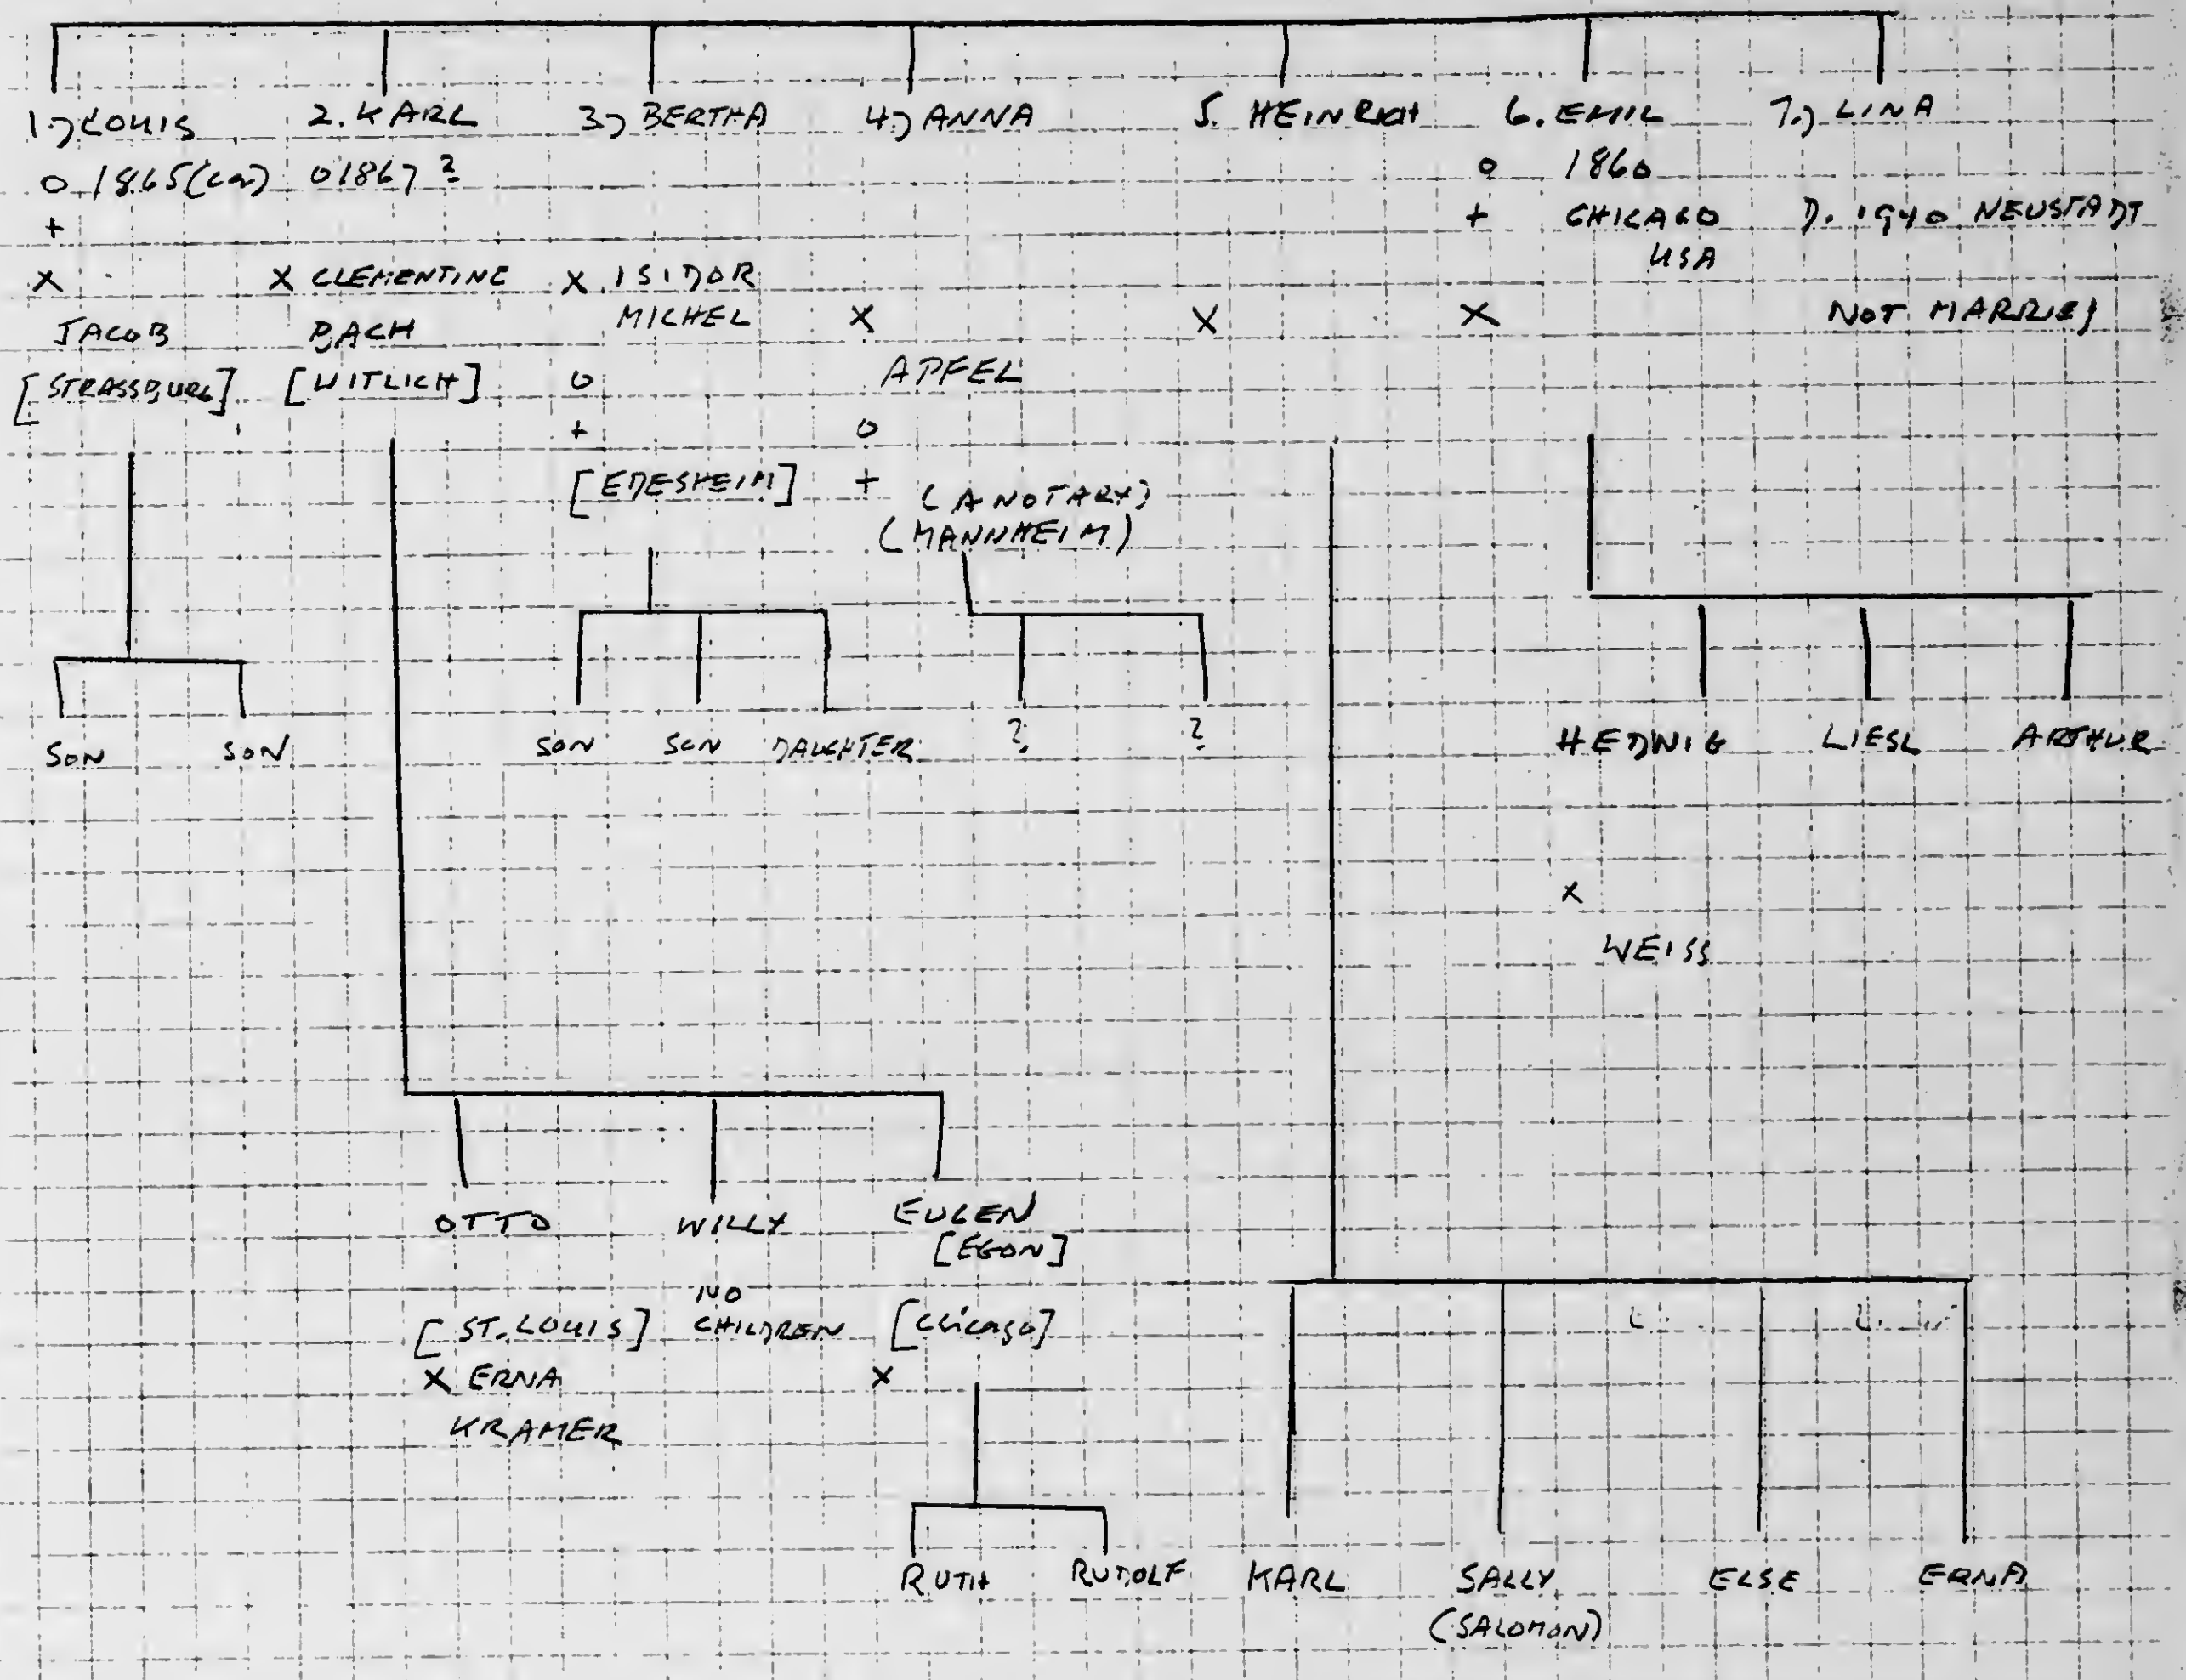 1.) LOUIS 2. KARL 3.) BERTHA 4.) ANNA 5. HEINRICH 6. EMIL 7.) LINA
o 1865 (ca) o 1867 ? o 1860
+ + CHICAGO D. 1940 NEUSTADT
USA
X X CLEMENTINE X ISIDOR
JACOB BACH MICHEL X X X NOT MARRIED
[STRASSBURG] [WITLICH] o APFEL
+ o
[EDESHEIM] + (A NOTARY)
(MANNHEIM)
SON SON SON SON DAUGHTER ? ? HEDWIG LIESL ARTHUR
X
WEISS
OTTO WILLY EUGEN
[EGON]
NO
[ST. LOUIS] CHILDREN [Chicago]
X ERNA X
KRAMER
RUTH RUDOLF KARL SALLY ELSE ERNA
(SALOMON)